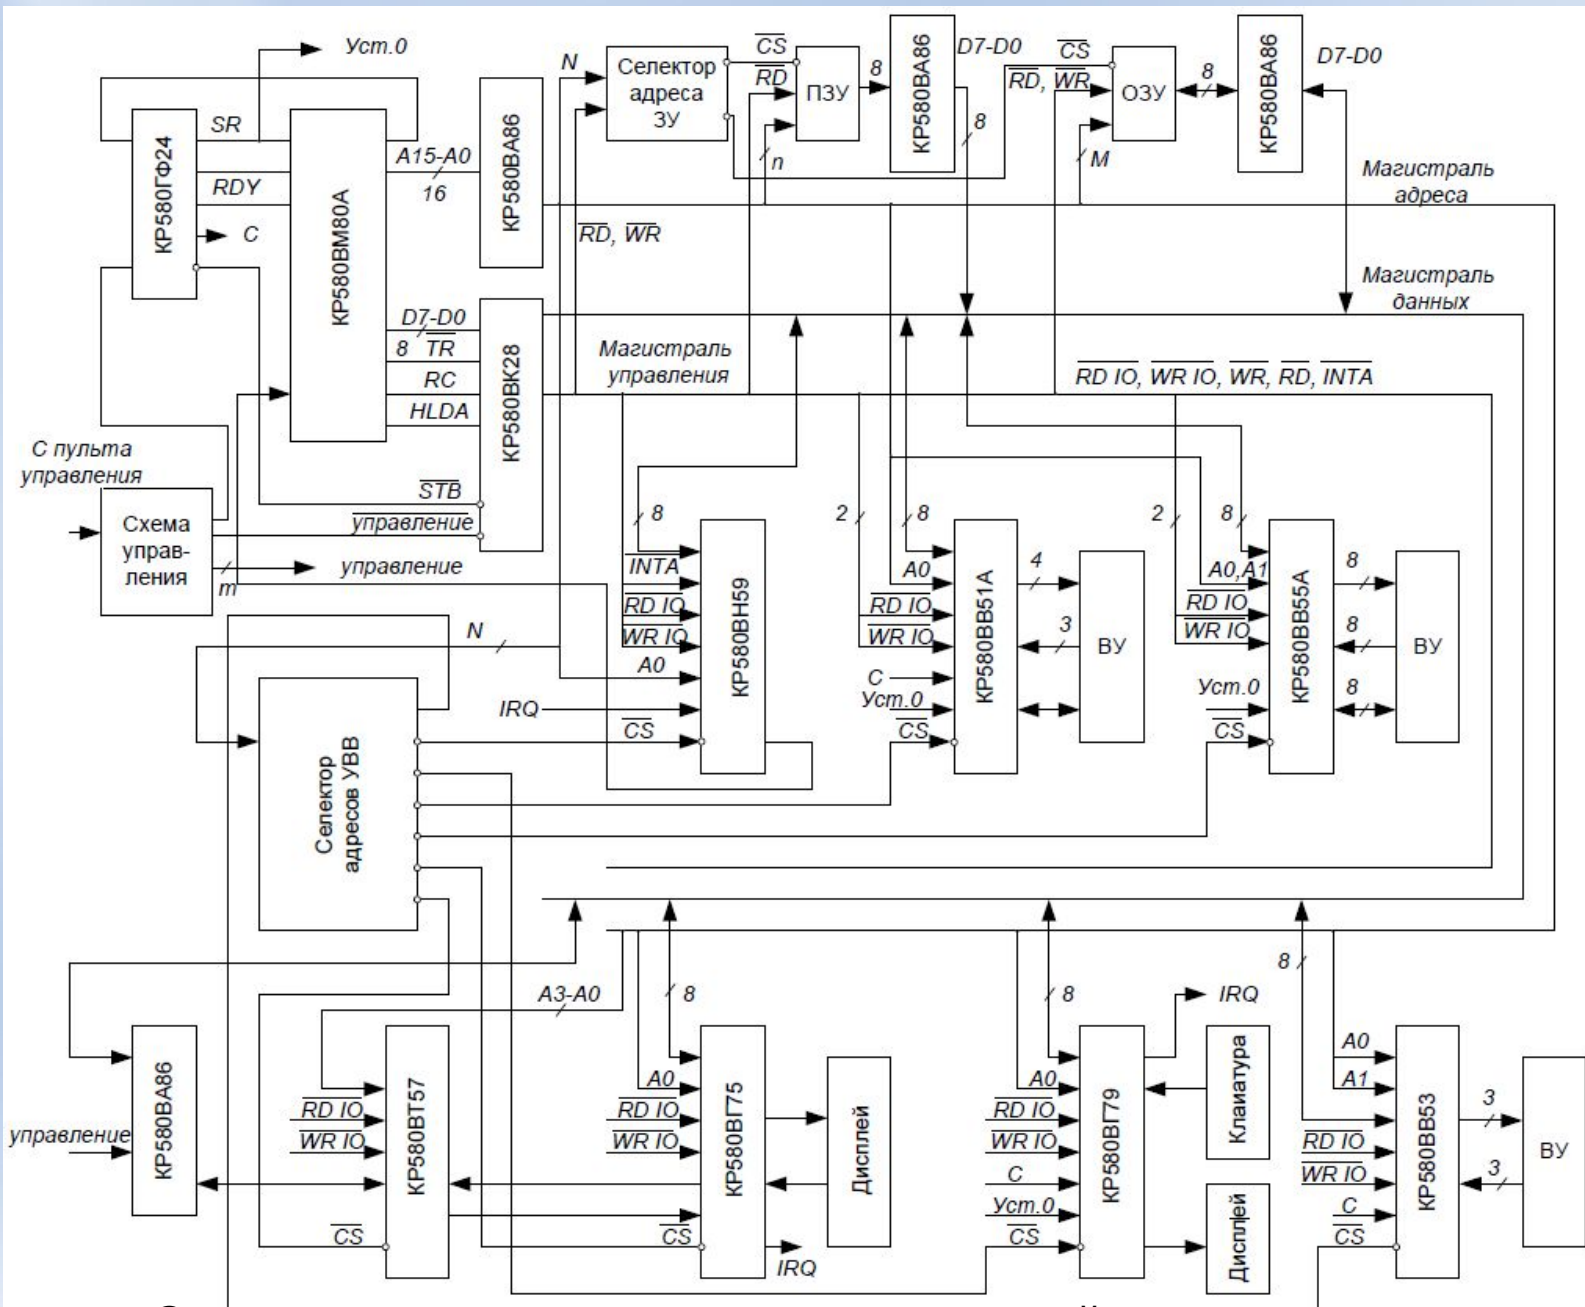 Уст.0
N
Селектор
адреса
ЗУ
CS
RD
ПЗУ
8
КР580ВА86
D7-D0
8
CS
RD, WR
ОЗУ
8
КР580ВА86
D7-D0
КР580ГФ24
SR
RDY
C
КР580ВМ80А
A15-A0
16
КР580ВА86
n
M
Магистраль
адреса
RD, WR
Магистраль
данных
D7-D0
8 TR
RC
HLDA
КР580ВК28
Магистраль
управления
RD IO, WR IO, WR, RD, INTA
С пульта
управления
STB
управление
Схема
управ-
ления
управление
m
8
INTA
RD IO
WR IO
A0
IRQ
CS
КР580ВН59
2
8
A0
RD IO
WR IO
C
Уст.0
CS
КР580ВВ51А
4
3
ВУ
2
8
A0,A1
RD IO
WR IO
Уст.0
CS
КР580ВВ55А
8
8
8
ВУ
N
Селектор
адресов УВВ
A3-A0
8
8
IRQ
8
управление
КР580ВА86
RD IO
WR IO
CS
КР580ВТ57
A0
RD IO
WR IO
CS
КР580ВГ75
IRQ
Дисплей
A0
RD IO
WR IO
C
Уст.0
CS
КР580ВГ79
Клаиатура
Дисплей
A0
A1
RD IO
WR IO
C
CS
КР580ВВ53
3
3
ВУ